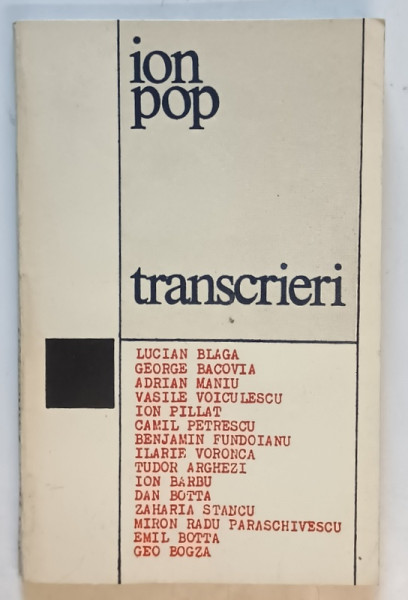 ion
pop
transcrieri
LUCIAN BLAGA
GEORGE BACOVIA
ADRIAN MANIU
VASILE VOICULESCU
ION PILLAT
CAMIL PETRESCU
BENJAMIN FUNDOIANU
ILARIE VORONCA
TUDOR ARGHEZI
ION BARBU
DAN BOTTA
ZAHARIA STANCU
MIRON RADU PARASCHIVESCU
EMIL BOTTA
GEO BOGZA